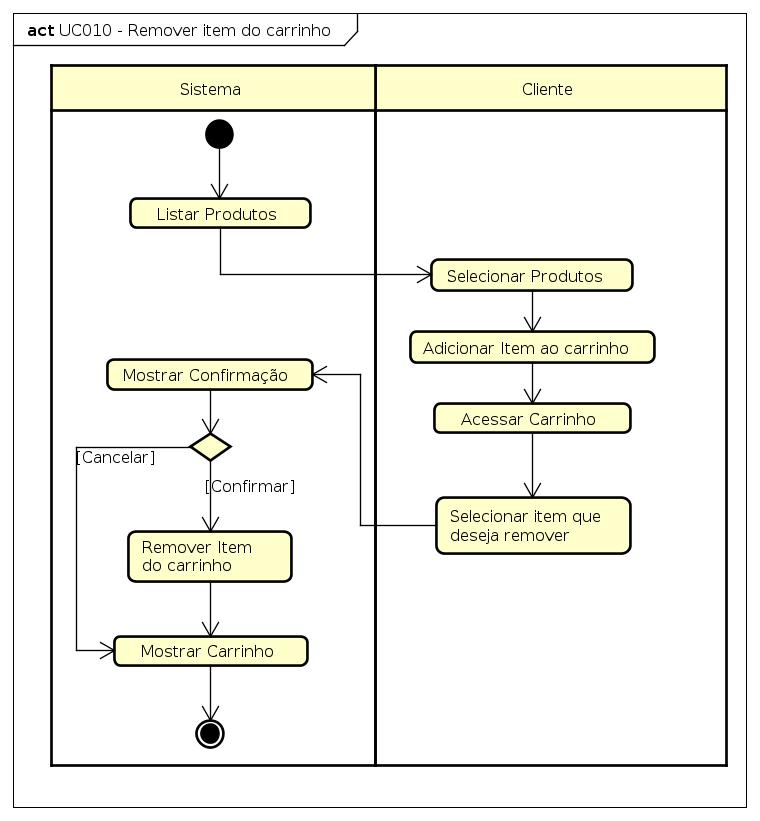 act UC010 - Remover item do carrinho
Sistema
Cliente
Listar Produtos
Selecionar Produtos
Adicionar Item ao carrinho
Acessar Carrinho
Selecionar item que
deseja remover
Mostrar Confirmação
[Cancelar]
[Confirmar]
Remover Item
do carrinho
Mostrar Carrinho